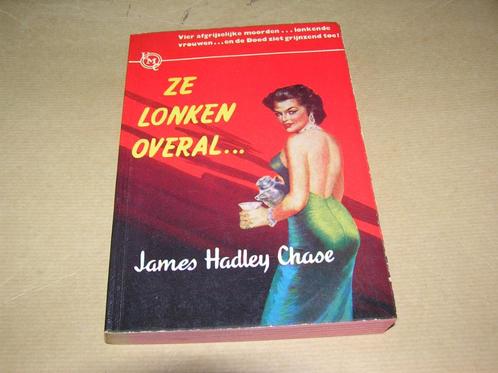 Vier afgrijselijke moorden... lonkende
vrouwen... en de Dood ziet grijnzend toe!
M
ZE
LONKEN
OVERAL...
James Hadley Chase